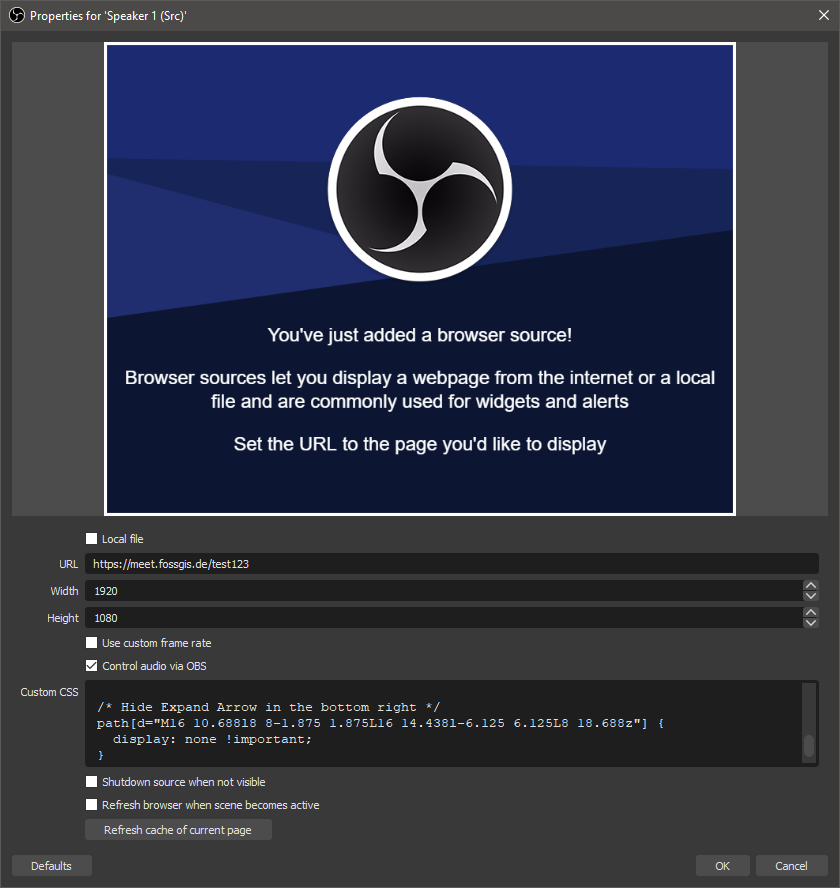 Properties for 'Speaker 1 (Src)'
You've just added a browser source!
Browser sources let you display a webpage from the internet or a local
file and are commonly used for widgets and alerts
Set the URL to the page you'd like to display
Local file
URL https://meet.fossgis.de/test123
Width 1920
Height 1080
Use custom frame rate
Control audio via OBS
Custom CSS
/* Hide Expand Arrow in the bottom right */
path[d="M16 10.688l8 8-1.875 1.875L16 14.438l-6.125 6.125L8 18.688z"] {
  display: none !important;
}
Shutdown source when not visible
Refresh browser when scene becomes active
Refresh cache of current page
Defaults OK Cancel